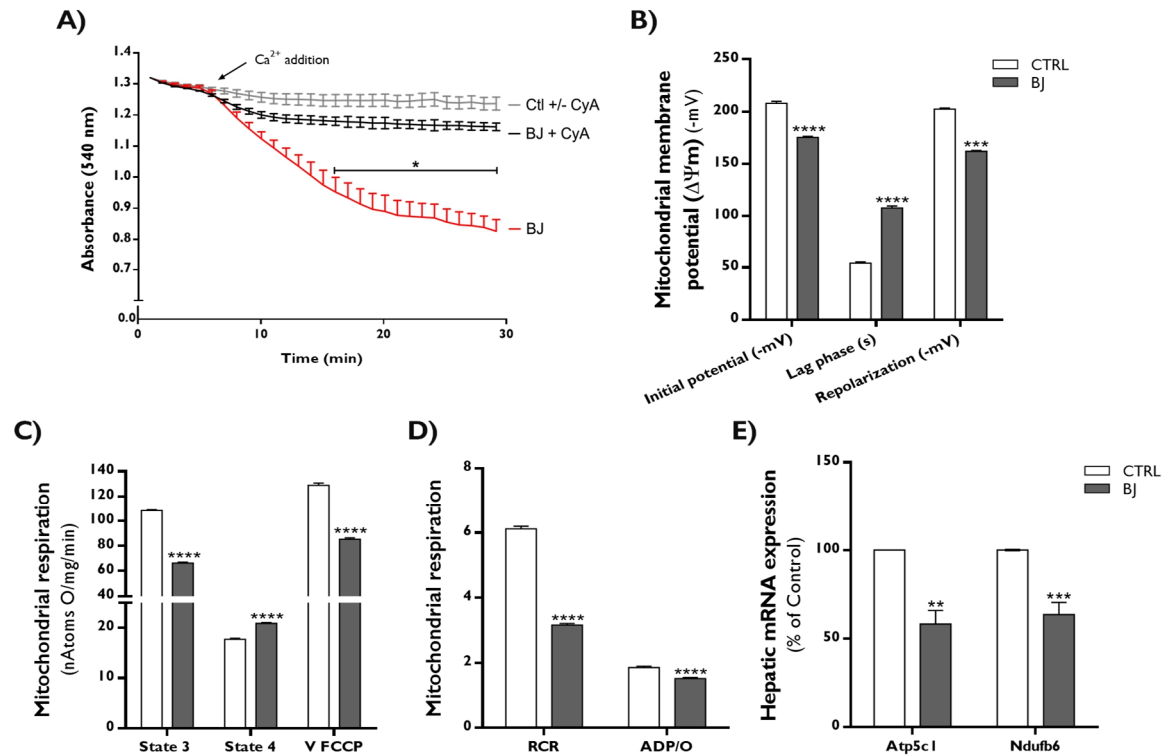 A)
1.4
1.3
1.2
1.1
1.0
0.9
0.8
0.7
0.0
Absorbance (540 nm)
Ca2+ addition
Ctl +/- CyA
BJ + CyA
*
BJ
0 10 20 30
Time (min)
B)
CTRL
BJ
250
200
150
100
50
0
Mitochondrial membrane
potential (ΔΨm) (-mV)
**** **** ***
Initial potential (-mV)
Lag phase (s)
Repolarization (-mV)
C)
140
120
100
80
60
40
20
10
0
Mitochondrial respiration
(nAtoms O/mg/min)
**** **** ****
State 3 State 4 V FCCP
D)
8
6
4
2
0
Mitochondrial respiration
**** ****
RCR ADP/O
E)
CTRL
BJ
150
100
50
0
Hepatic mRNA expression
(% of Control)
** ***
Atp5c1 Ndufb6